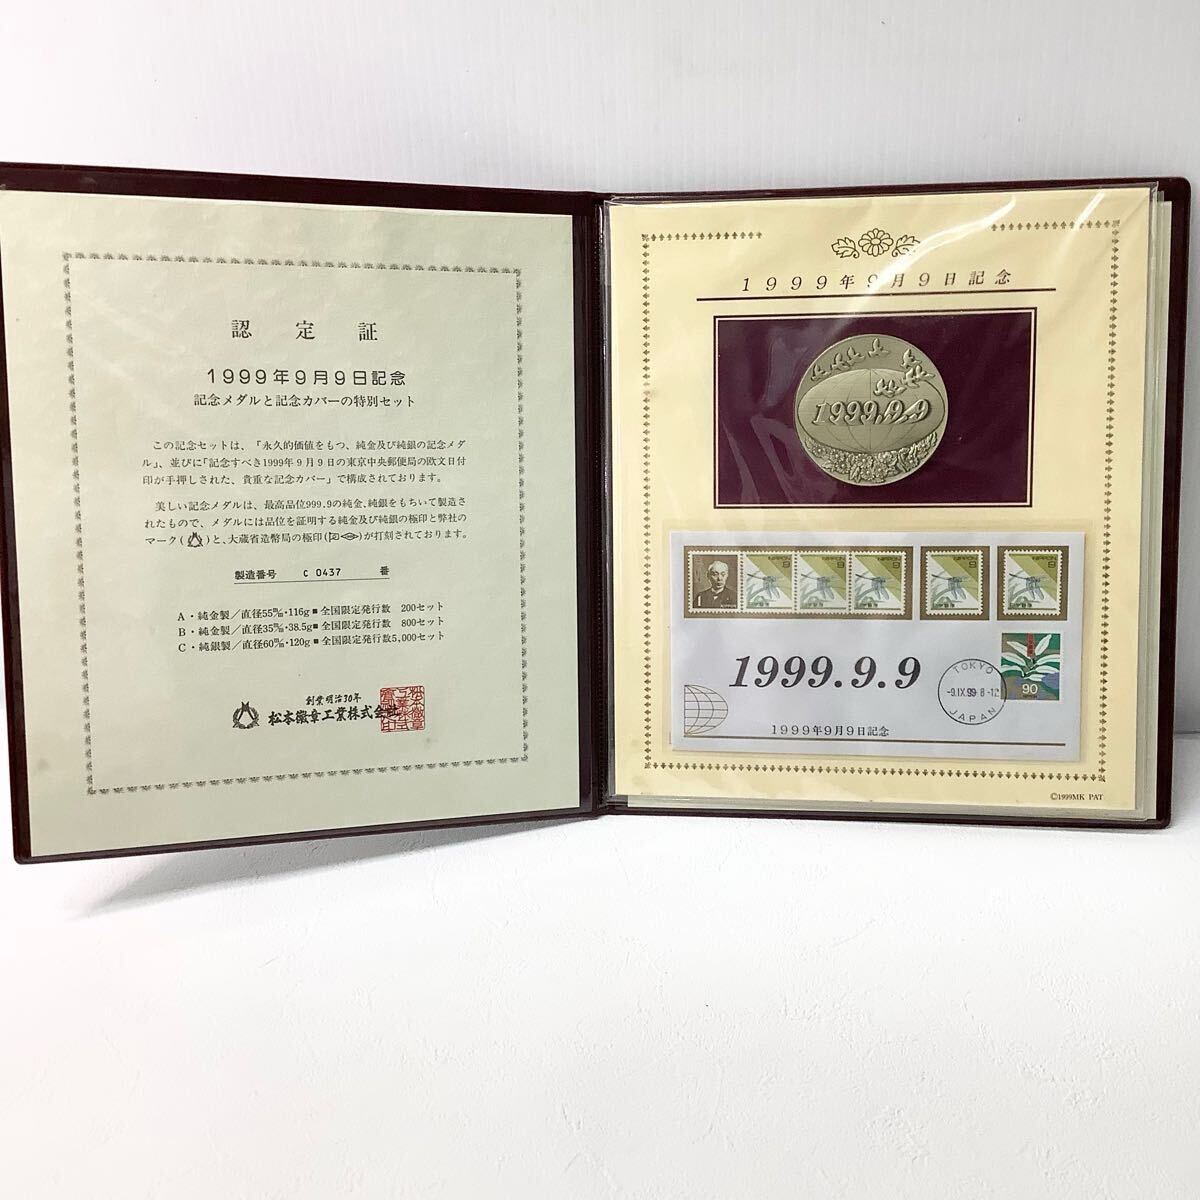 認定証
1999年9月9日記念
記念メダルと記念カバーの特別セット
この記念セットは、「永久的価値をもつ、純金及び純銀の記念メダ
ル」、並びに「記念すべき1999年9月9日の東京中央郵便局の欧文日付
印が手押しされた、貴重な記念カバー」で構成されております。
美しい記念メダルは、最高品位999.9の純金、純銀をもちいて製造さ
れたもので、メダルには品位を証明する純金及び純銀の極印と弊社の
マーク()と、大蔵省造幣局の極印()が打刻されております。
製造番号 C 0437 番
A・純金製／直径55㎜・116g■全国限定発行数 200セット
B・純金製／直径35㎜・38.5g■全国限定発行数 800セット
C・純銀製／直径60㎜・120g■全国限定発行数5,000セット
創業明治30年
松本徽章工業株式会社
1999年9月9日記念
1999.9.9
9
9
9
9
9
1999.9.9
TOKYO
-9.IX.99 8-12
JAPAN
90
1999年9月9日記念
©1999MK PAT